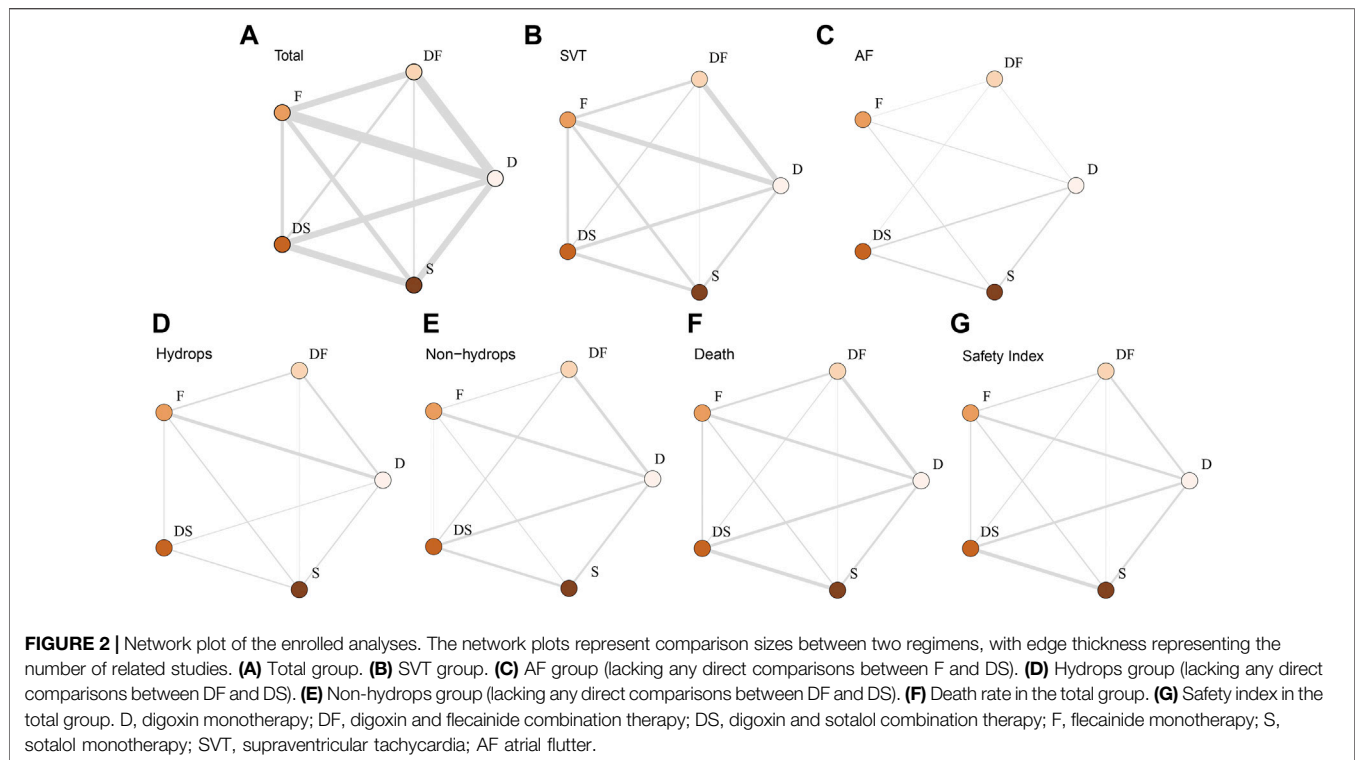 A
Total
DF
F
D
DS
S
B
SVT
DF
F
D
DS
S
C
AF
DF
F
D
DS
S
D
Hydrops
DF
F
D
DS
S
E
Non-hydrops
DF
F
D
DS
S
F
Death
DF
F
D
DS
S
G
Safety Index
DF
F
D
DS
S
FIGURE 2 | Network plot of the enrolled analyses. The network plots represent comparison sizes between two regimens, with edge thickness representing the
number of related studies. (A) Total group. (B) SVT group. (C) AF group (lacking any direct comparisons between F and DS). (D) Hydrops group (lacking any direct
comparisons between DF and DS). (E) Non-hydrops group (lacking any direct comparisons between DF and DS). (F) Death rate in the total group. (G) Safety index in the
total group. D, digoxin monotherapy; DF, digoxin and flecainide combination therapy; DS, digoxin and sotalol combination therapy; F, flecainide monotherapy; S,
sotalol monotherapy; SVT, supraventricular tachycardia; AF atrial flutter.